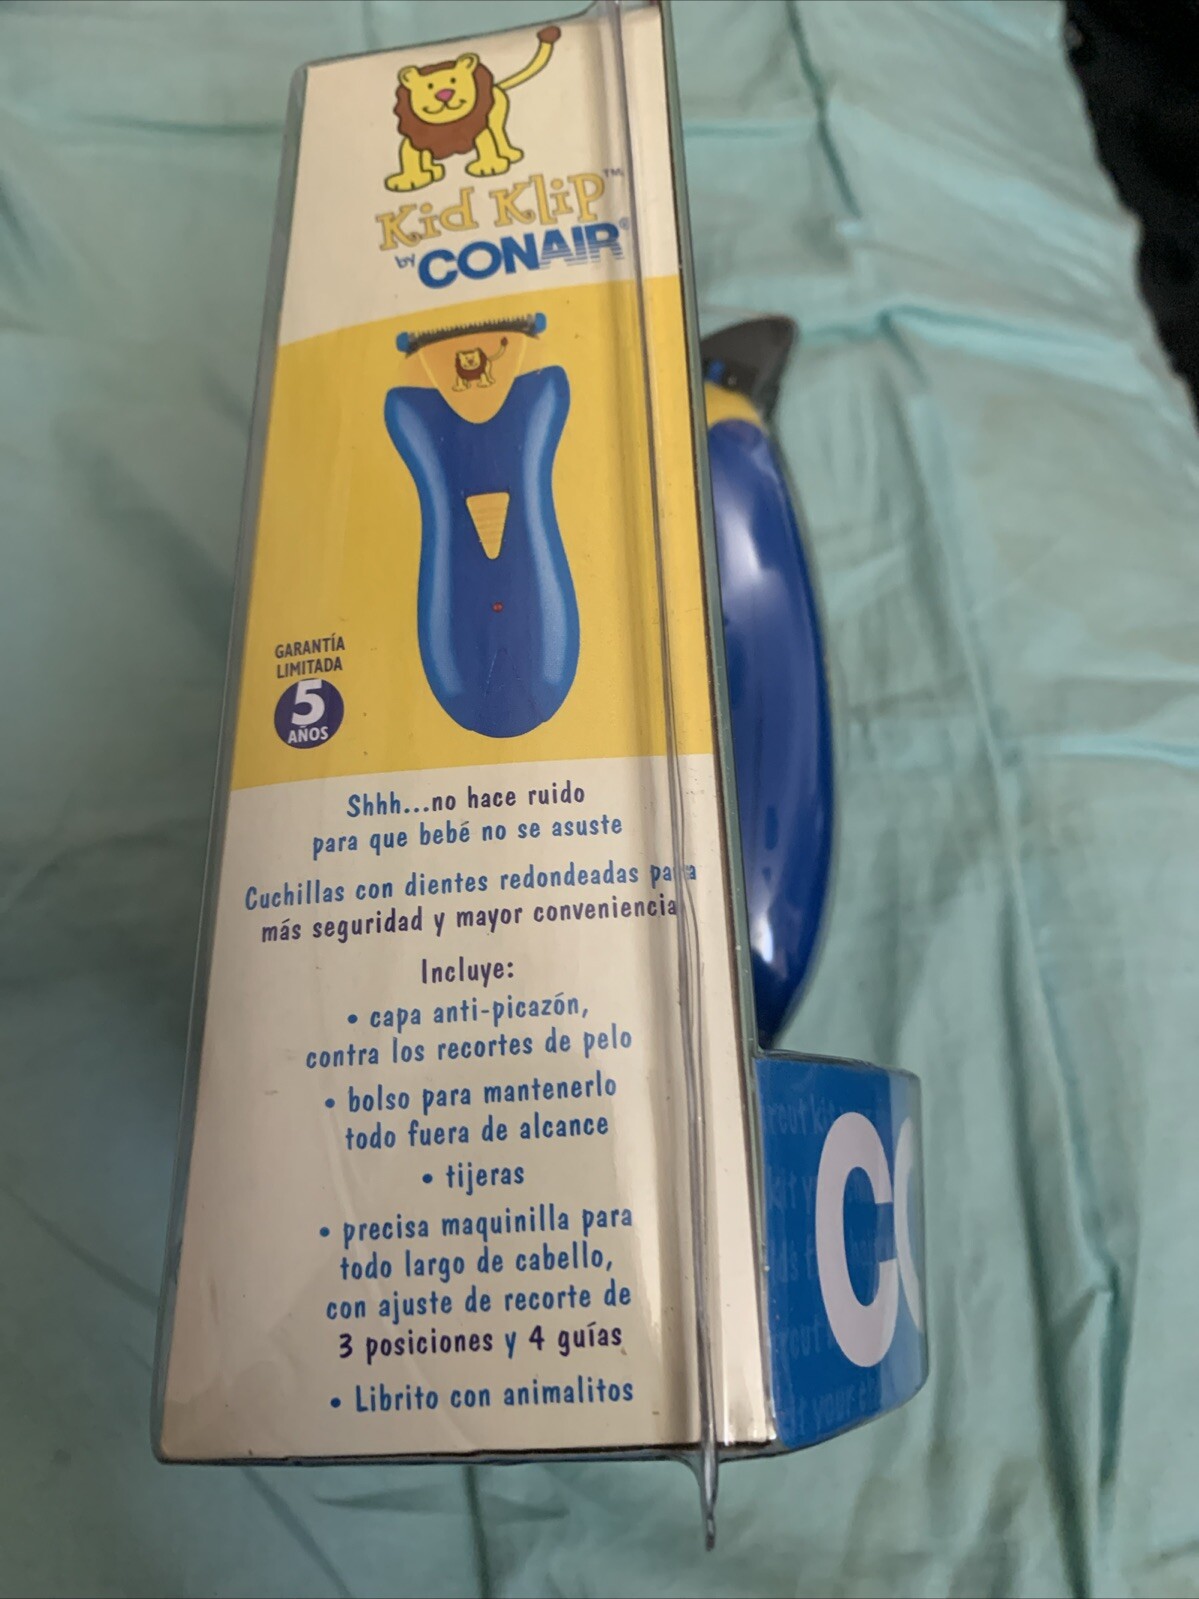 Kid Klip™
by CONAIR®
GARANTÍA
LIMITADA
5
AÑOS
Shhh...no hace ruido
para que bebé no se asuste
Cuchillas con dientes redondeadas para
más seguridad y mayor conveniencia
Incluye:
• capa anti-picazón,
contra los recortes de pelo
• bolso para mantenerlo
todo fuera de alcance
• tijeras
• precisa maquinilla para
todo largo de cabello,
con ajuste de recorte de
3 posiciones y 4 guías
• Librito con animalitos
CO